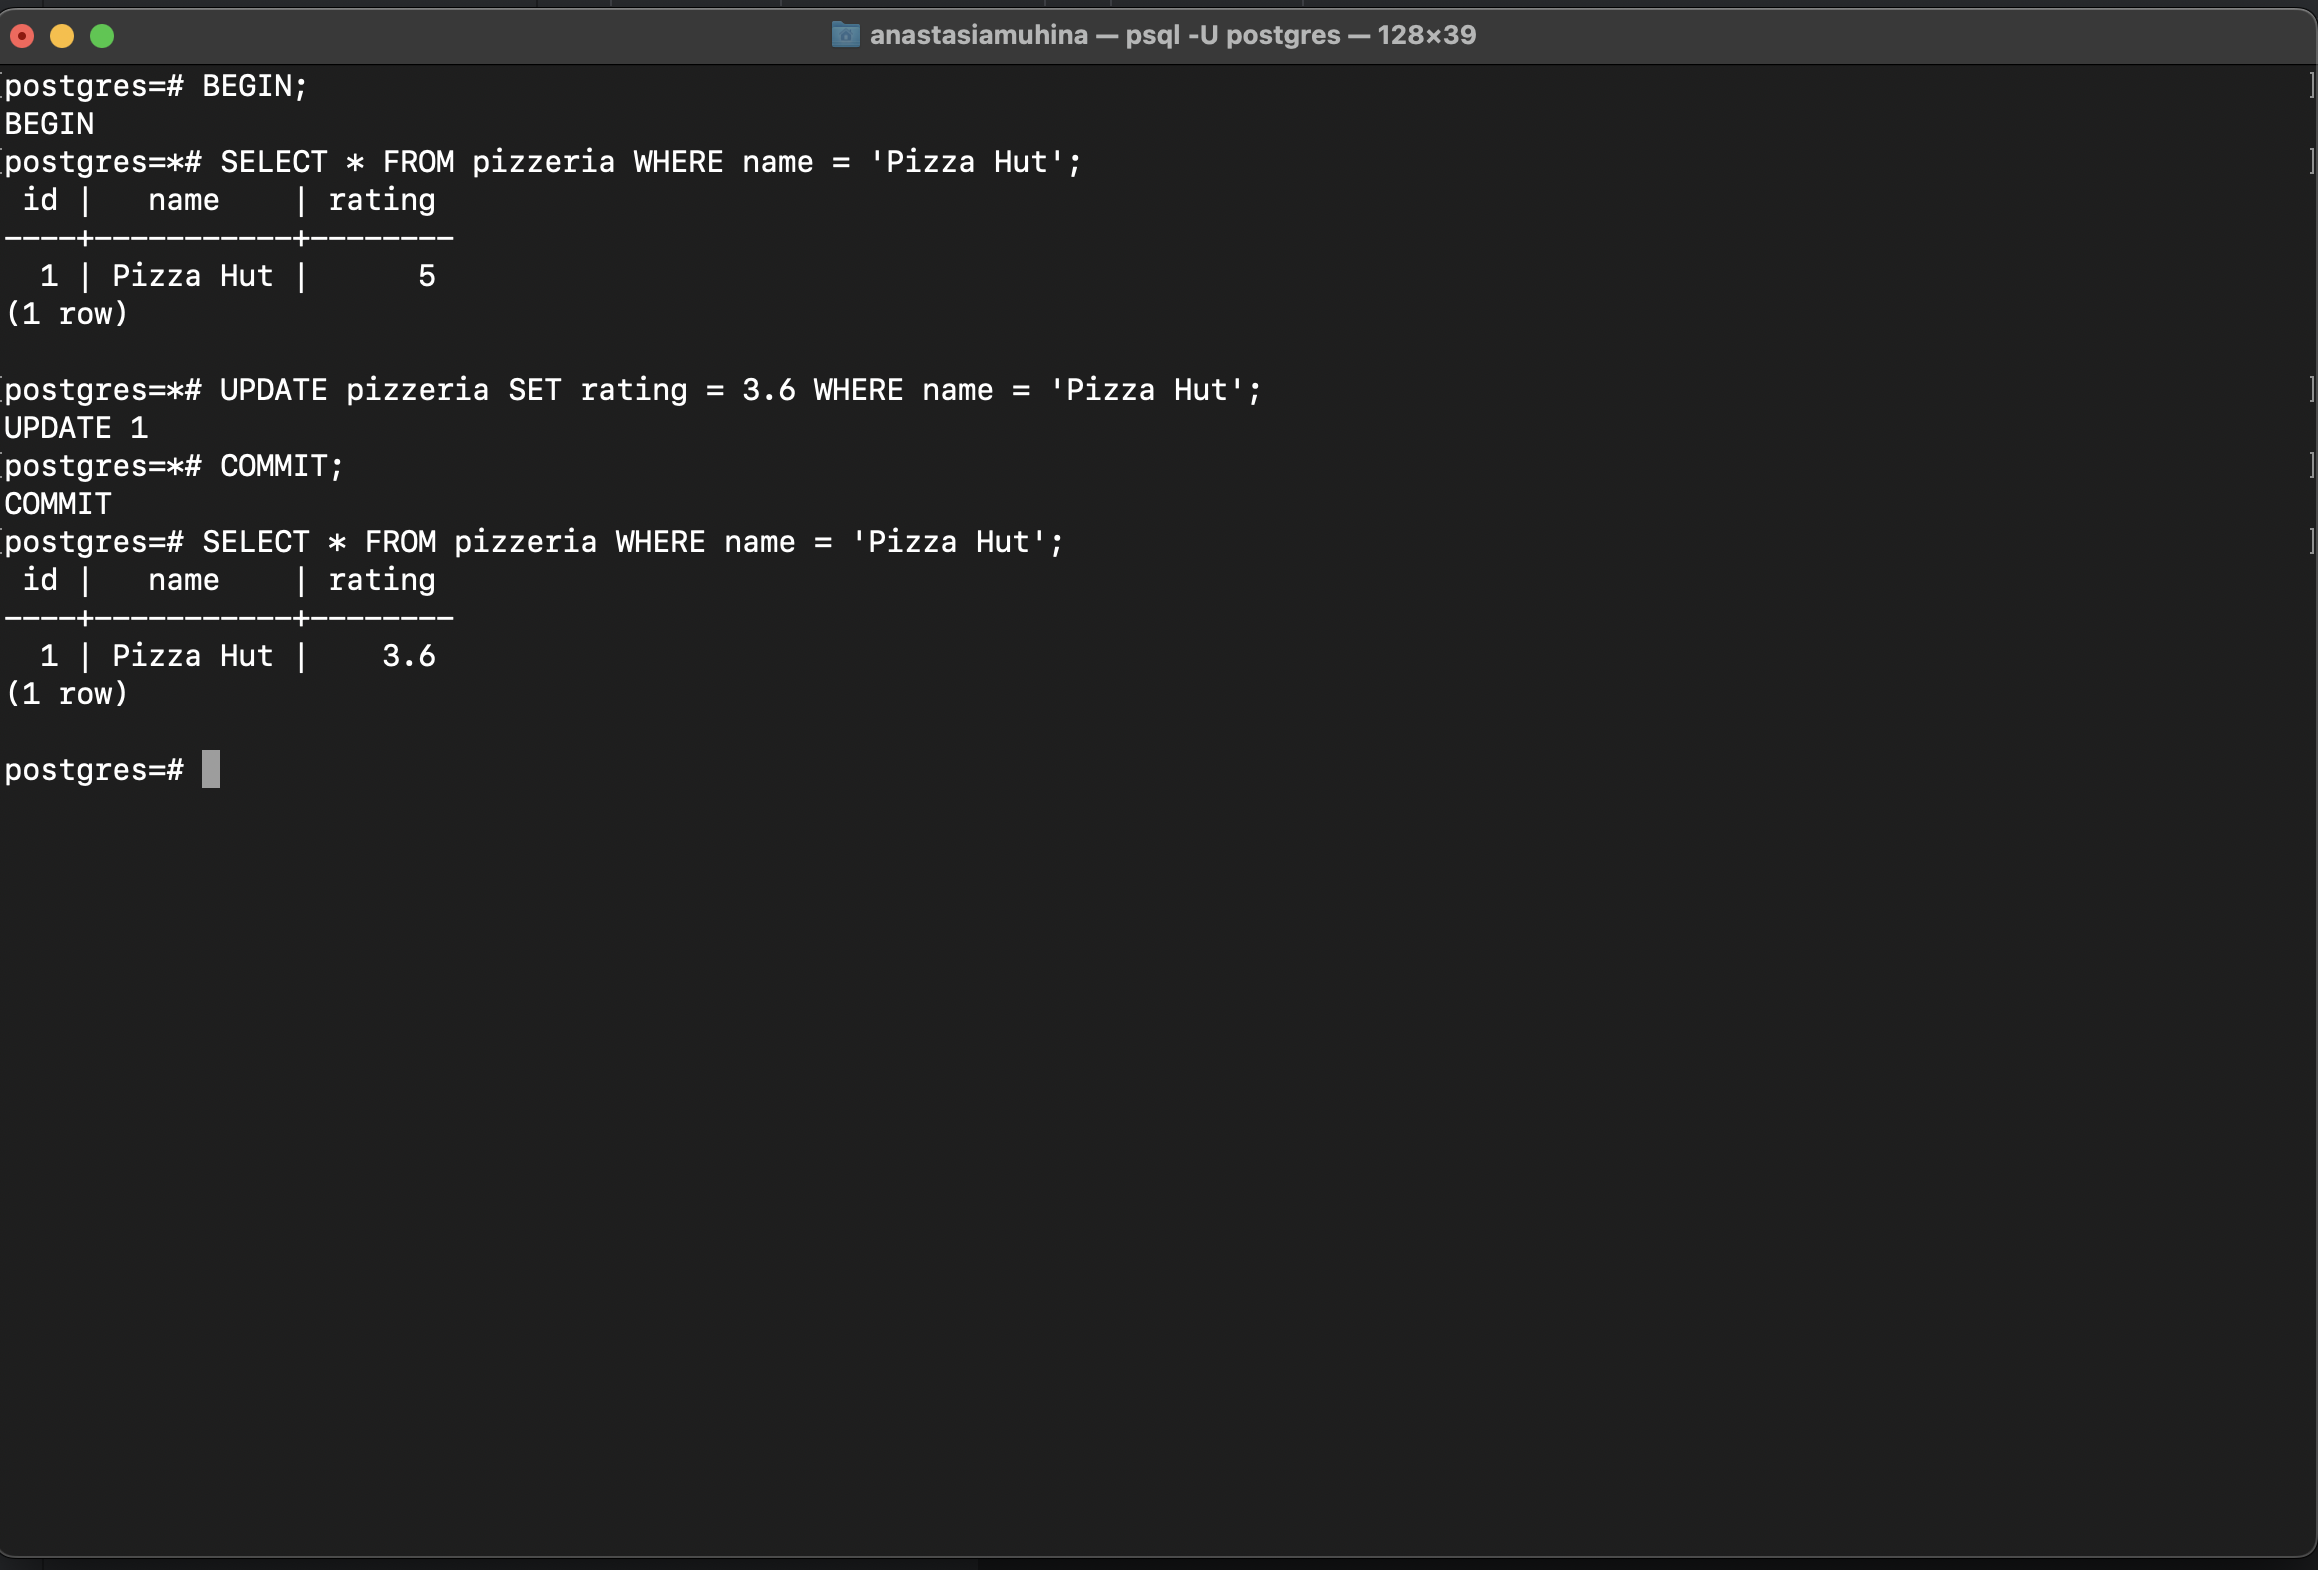 anastasiamuhina — psql -U postgres — 128×39
postgres=# BEGIN;
BEGIN
postgres=*# SELECT * FROM pizzeria WHERE name = 'Pizza Hut';
 id |   name    | rating
----+-----------+--------
  1 | Pizza Hut |      5
(1 row)

postgres=*# UPDATE pizzeria SET rating = 3.6 WHERE name = 'Pizza Hut';
UPDATE 1
postgres=*# COMMIT;
COMMIT
postgres=# SELECT * FROM pizzeria WHERE name = 'Pizza Hut';
 id |   name    | rating
----+-----------+--------
  1 | Pizza Hut |    3.6
(1 row)

postgres=#